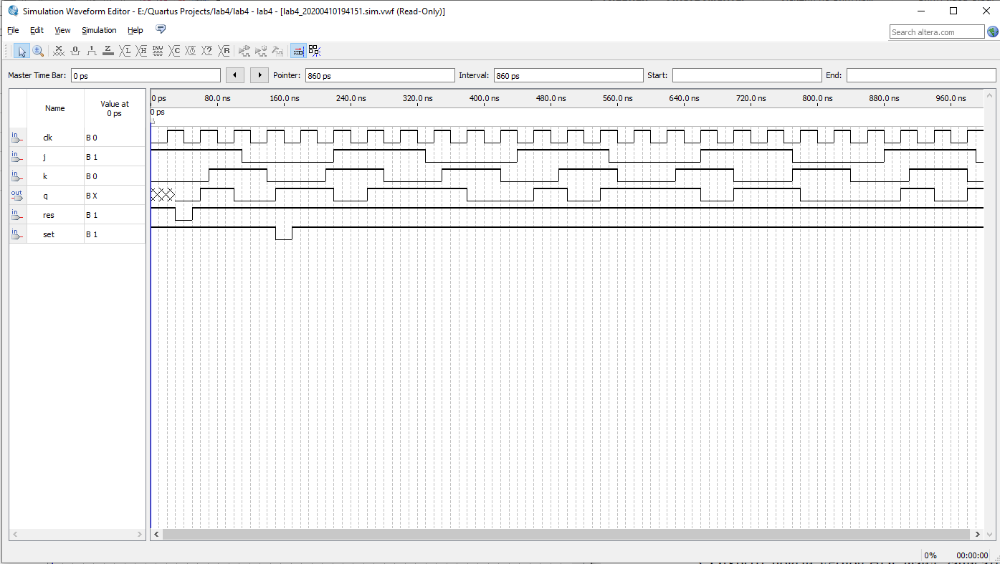 Simulation Waveform Editor - E:/Quartus Projects/lab4/lab4 - lab4 - [lab4_20200410194151.sim.vwf (Read-Only)]
File Edit View Simulation Help
Search altera.com
Master Time Bar: 0 ps Pointer: 860 ps Interval: 860 ps Start: End:
Name Value at 0 ps
0 ps 80.0 ns 160.0 ns 240.0 ns 320.0 ns 400.0 ns 480.0 ns 560.0 ns 640.0 ns 720.0 ns 800.0 ns 880.0 ns 960.0 ns
0 ps
in clk B 0
in j B 1
in k B 0
out q B X
in res B 1
in set B 1
0% 00:00:00